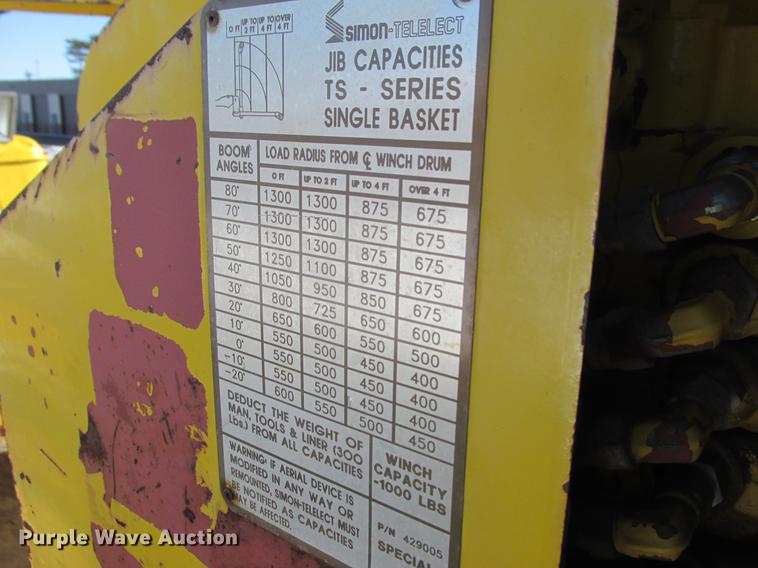 0 FT UP TO 2 FT UP TO 4 FT OVER 4 FT
SIMON-TELELECT
JIB CAPACITIES
TS - SERIES
SINGLE BASKET
BOOM ANGLES LOAD RADIUS FROM ℄ WINCH DRUM
0 FT UP TO 2 FT UP TO 4 FT OVER 4 FT
80° 1300 1300 875 675
70° 1300 1300 875 675
60° 1300 1300 875 675
50° 1250 1100 875 675
40° 1050 950 850 675
30° 800 725 650 600
20° 650 600 550 500
10° 550 500 450 400
0° 550 500 450 400
-10° 550 500 450 400
-20° 600 550 500 450
DEDUCT THE WEIGHT OF
MAN, TOOLS & LINER (300
Lbs.) FROM ALL CAPACITIES
WARNING: IF AERIAL DEVICE IS
MODIFIED IN ANY WAY OR
REMOUNTED, SIMON-TELELECT MUST
BE NOTIFIED AS CAPACITIES
MAY BE AFFECTED.
WINCH
CAPACITY
-1000 LBS
P/N 429005
SPECIAL
Purple Wave Auction